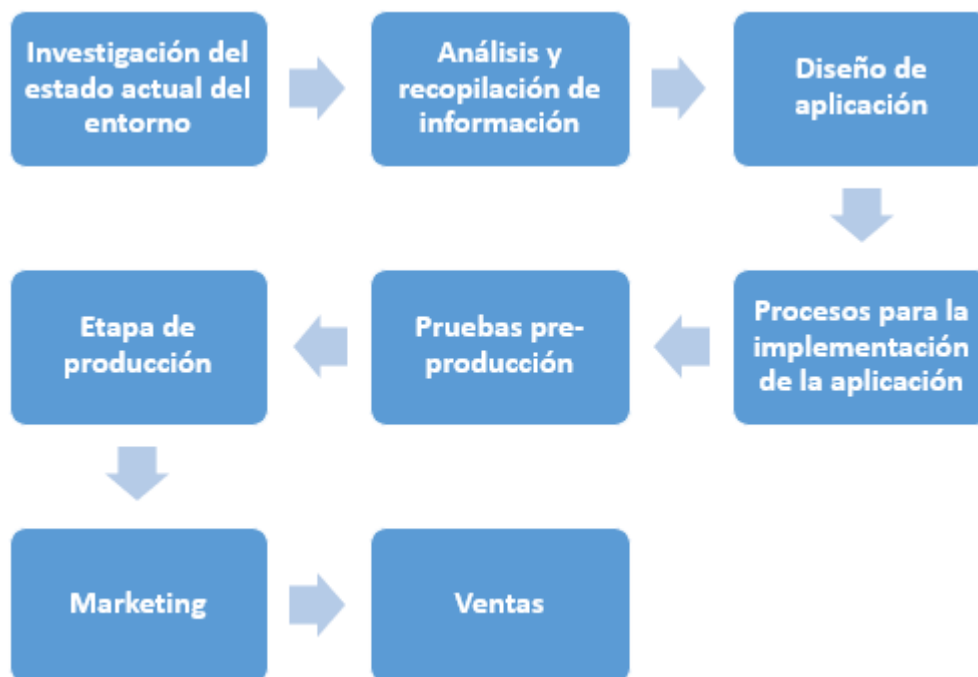 Investigación del
estado actual del
entorno
Análisis y
recopilación de
información
Diseño de
aplicación
Procesos para la
implementación
de la aplicación
Pruebas pre-
producción
Etapa de
producción
Marketing
Ventas